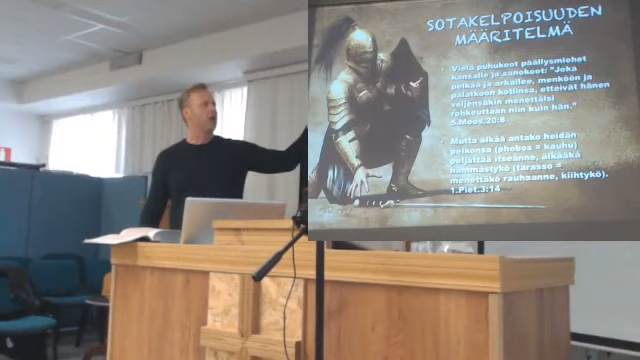 SOTAKELPOISUUDEN
MÄÄRITELMÄ
Vielä puhukoot päällysmiehet
kansalle ja sanokoot: "Joka
pelkää ja arkailee, menköön ja
palatkoon kotiinsa, etteivät hänen
veljensäkin menettäisi
rohkeuttaan niin kuin hän."
5.Moos.20:8
Mutta älkää antako heidän
pelkonsa (phobos = kauhu)
peljättää itseänne, älkääkä
hämmästykö (tarasso =
menettäkö rauhaanne, kiihtykö).
1.Piet.3:14